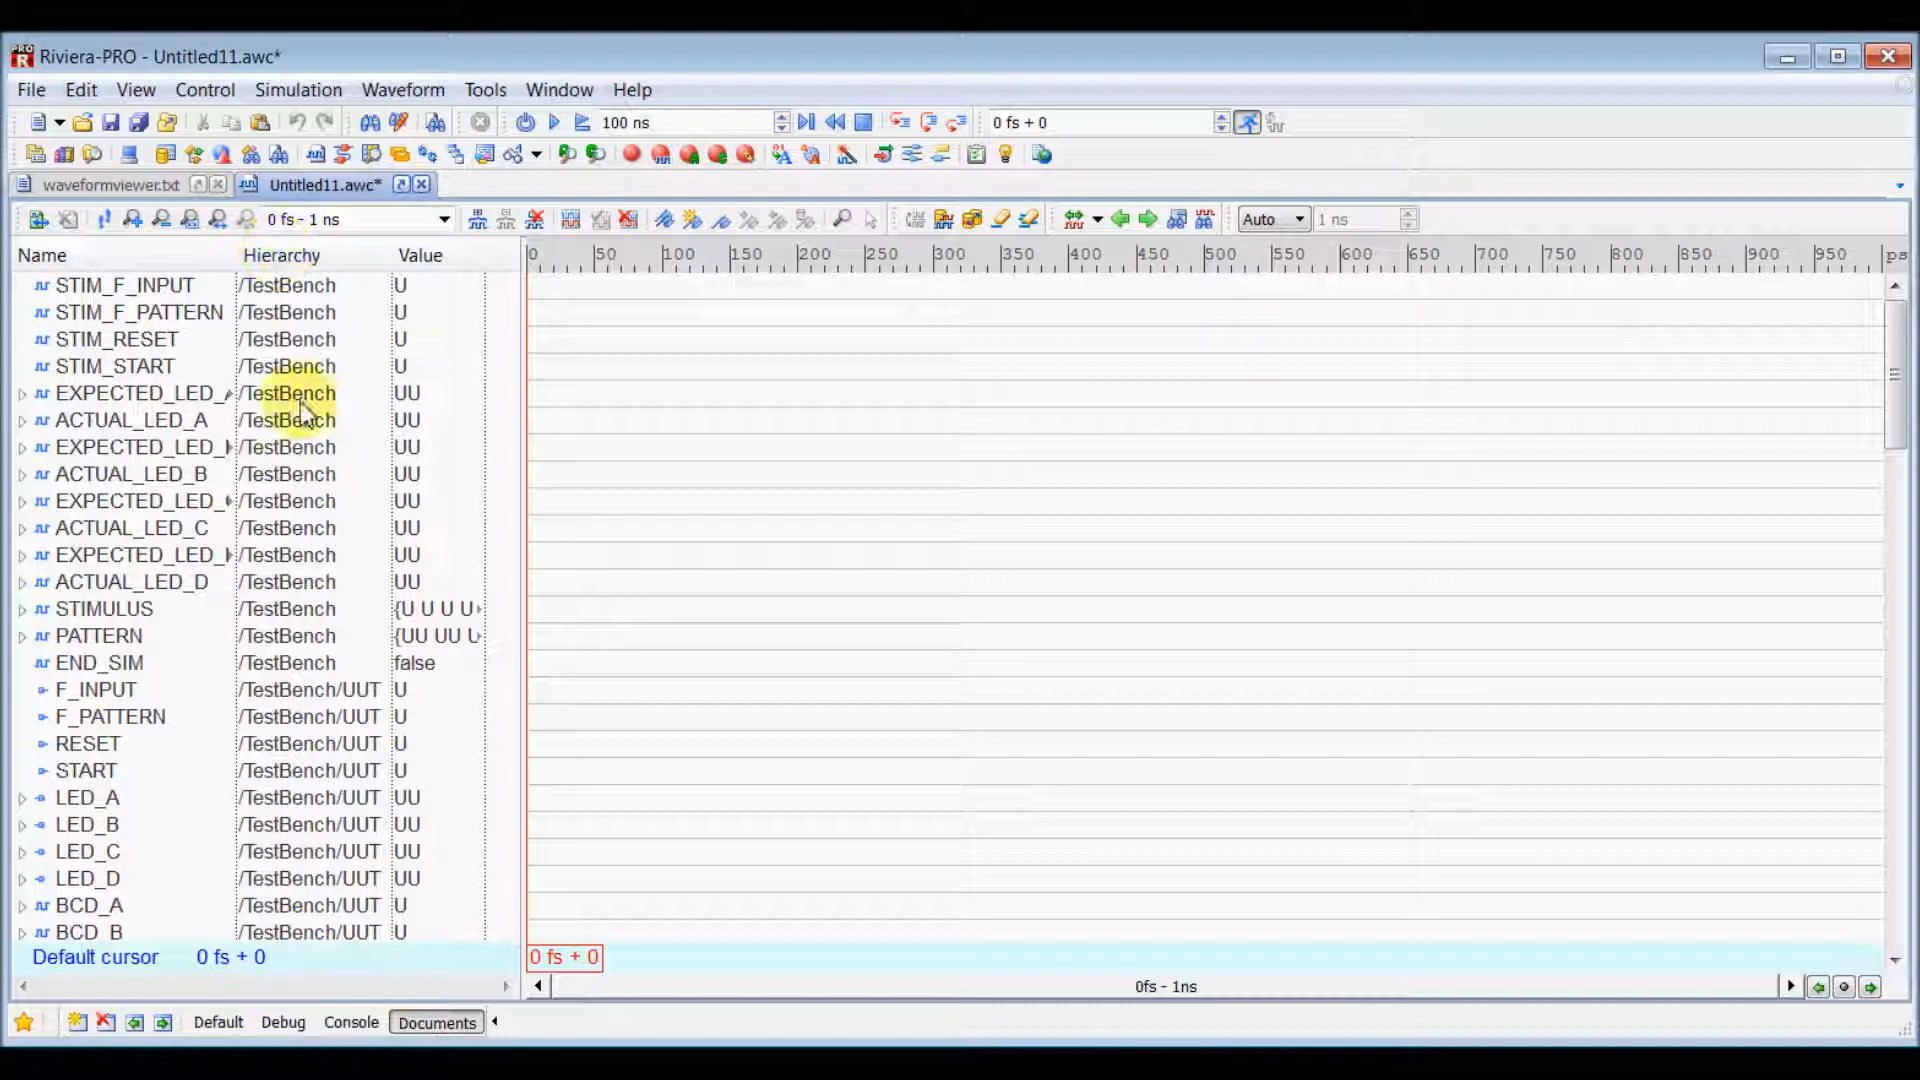 Riviera-PRO - Untitled11.awc*
File Edit View Control Simulation Waveform Tools Window Help
100 ns 0 fs + 0
waveformviewer.txt Untitled11.awc*
0 fs - 1 ns Auto 1 ns
Name Hierarchy Value 0 50 100 150 200 250 300 350 400 450 500 550 600 650 700 750 800 850 900 950 ps
STIM_F_INPUT /TestBench U
STIM_F_PATTERN /TestBench U
STIM_RESET /TestBench U
STIM_START /TestBench U
EXPECTED_LED_ /TestBench UU
ACTUAL_LED_A /TestBench UU
EXPECTED_LED_ /TestBench UU
ACTUAL_LED_B /TestBench UU
EXPECTED_LED_ /TestBench UU
ACTUAL_LED_C /TestBench UU
EXPECTED_LED_ /TestBench UU
ACTUAL_LED_D /TestBench UU
STIMULUS /TestBench {U U U U
PATTERN /TestBench {UU UU U
END_SIM /TestBench false
F_INPUT /TestBench/UUT U
F_PATTERN /TestBench/UUT U
RESET /TestBench/UUT U
START /TestBench/UUT U
LED_A /TestBench/UUT UU
LED_B /TestBench/UUT UU
LED_C /TestBench/UUT UU
LED_D /TestBench/UUT UU
BCD_A /TestBench/UUT U
BCD_B /TestBench/UUT U
Default cursor 0 fs + 0 0 fs + 0
0fs - 1ns
Default Debug Console Documents